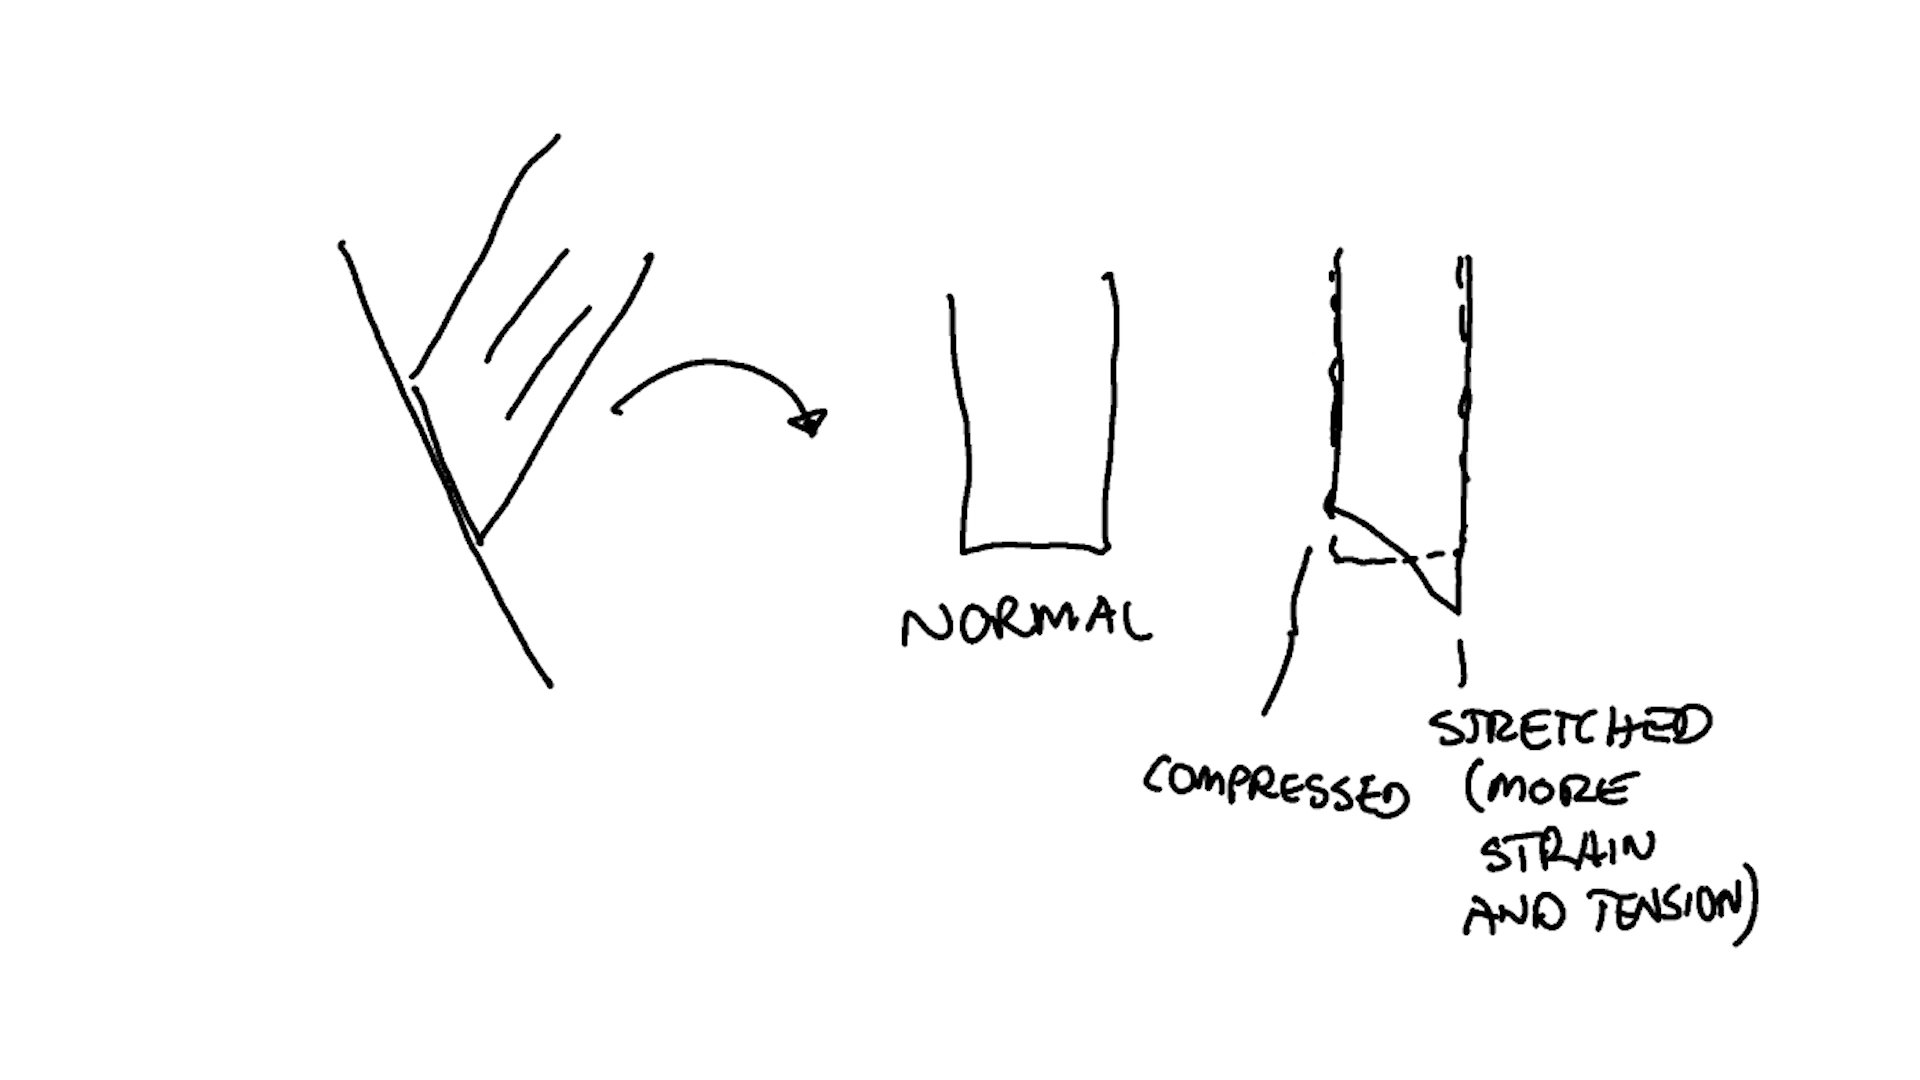 NORMAL
COMPRESSED
STRETCHED
(MORE
STRAIN
AND TENSION)